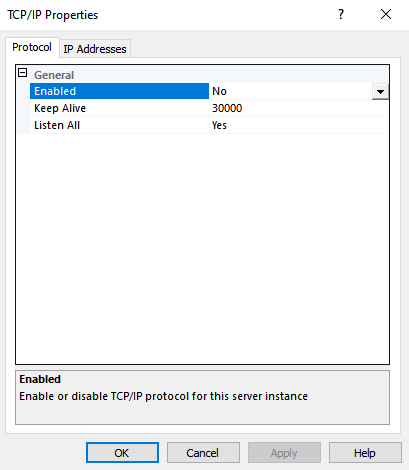 TCP/IP Properties
? ×
Protocol IP Addresses
General
Enabled No
Keep Alive 30000
Listen All Yes
Enabled
Enable or disable TCP/IP protocol for this server instance
OK Cancel Apply Help